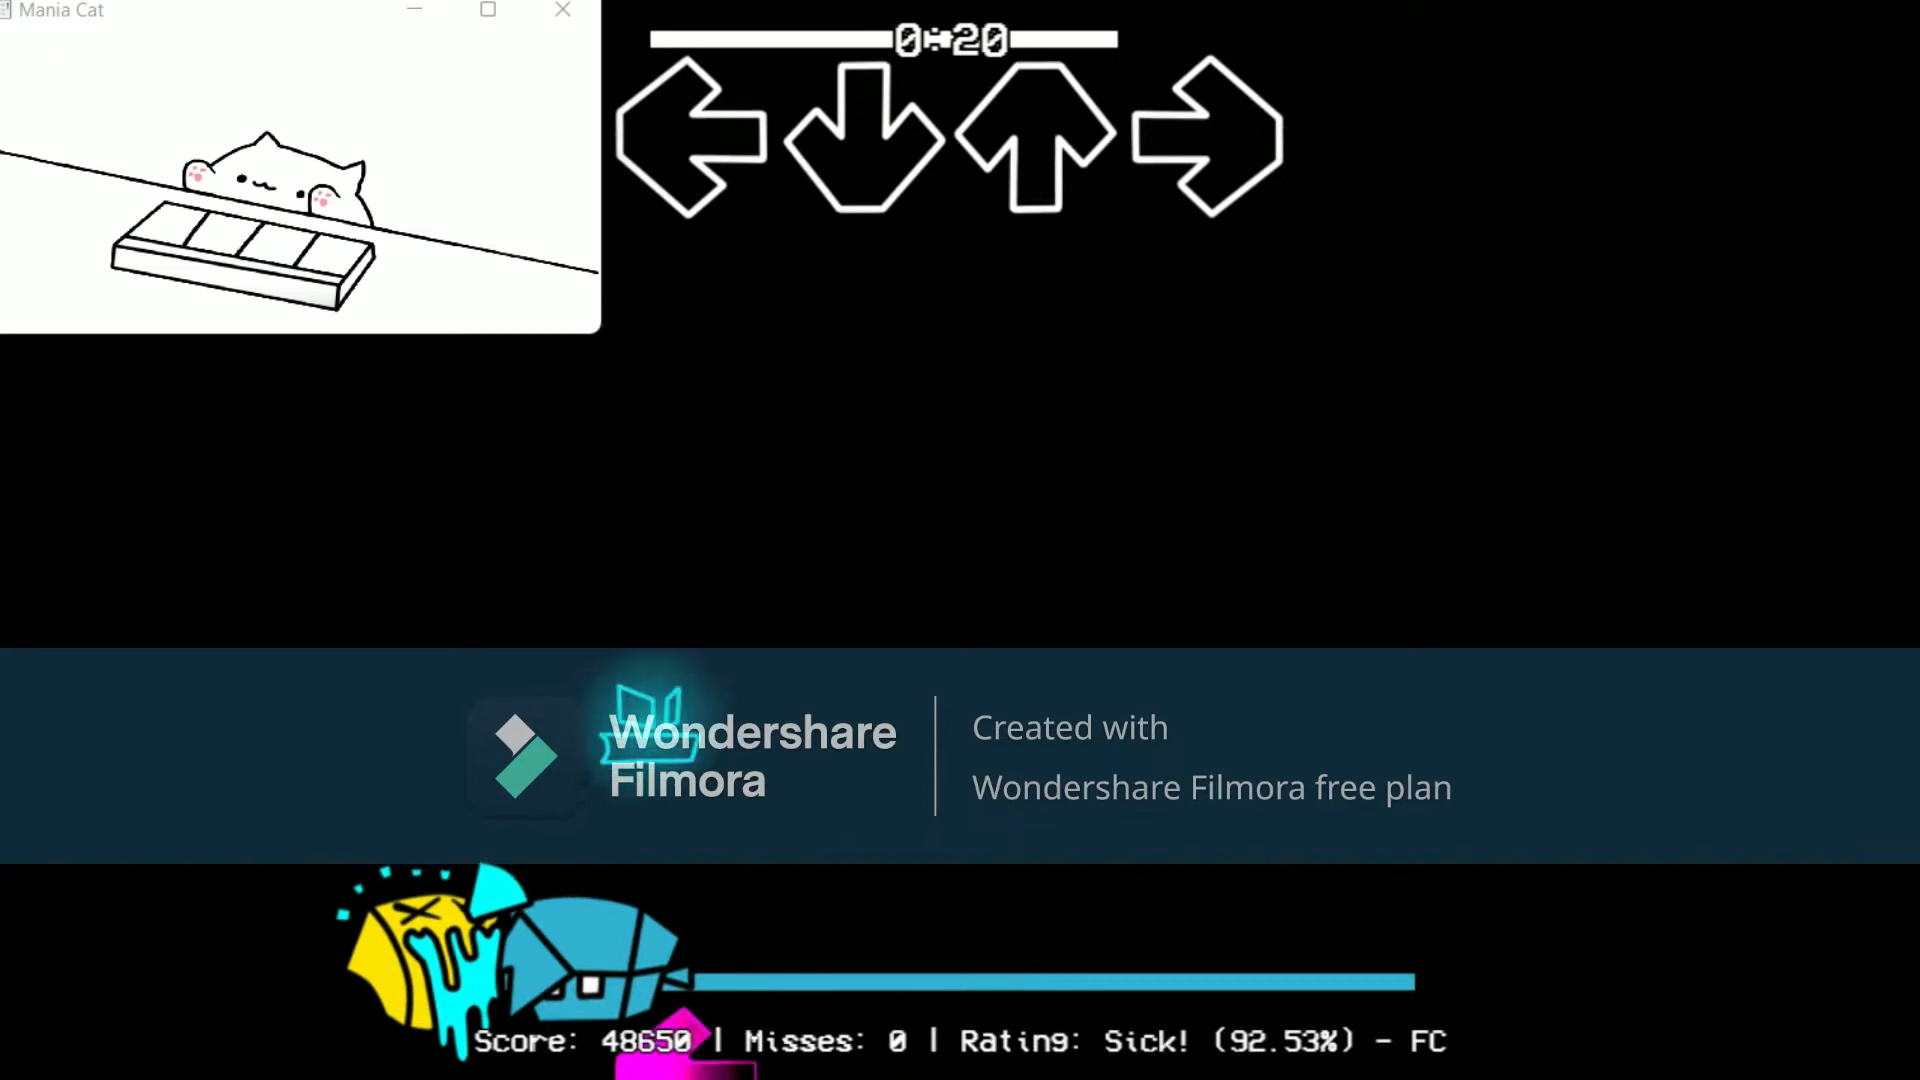 Mania Cat
0:20
Wondershare
Filmora
Created with
Wondershare Filmora free plan
Score: 48650 | Misses: 0 | Rating: Sick! (92.53%) - FC